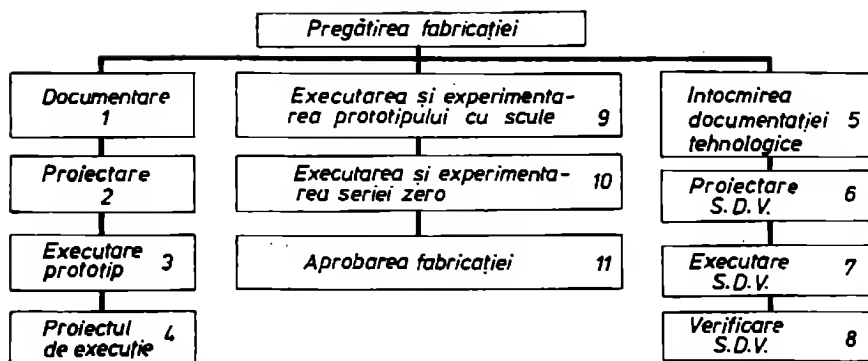 Pregătirea fabricației
Documentare
1
Proiectare
2
Executare
prototip 3
Proiectul
de execuție 4
Executarea și experimenta-
rea prototipului cu scule 9
Executarea și experimenta-
rea seriei zero 10
Aprobarea fabricației 11
Intocmirea
documentației 5
tehnologice
Proiectare
S.D.V. 6
Executare
S.D.V. 7
Verificare
S.D.V. 8